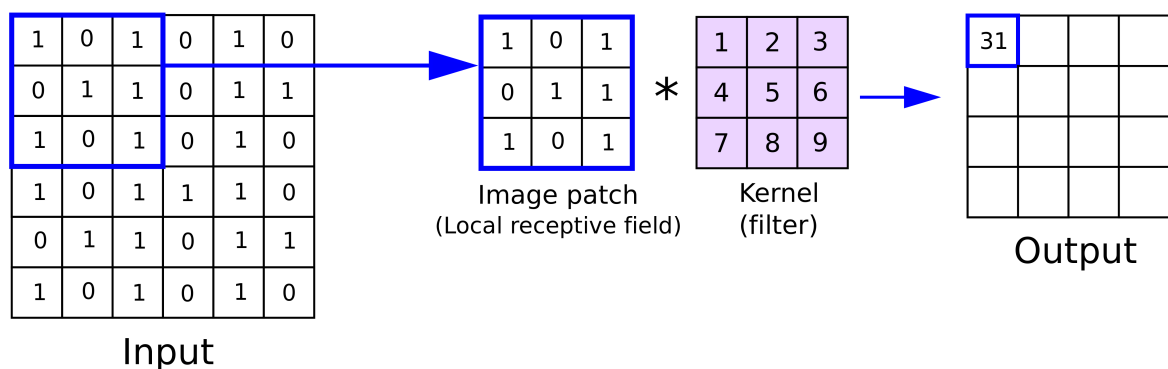 1 0 1 0 1 0
0 1 1 0 1 1
1 0 1 0 1 0
1 0 1 1 1 0
0 1 1 0 1 1
1 0 1 0 1 0
Input
1 0 1
0 1 1
1 0 1
Image patch
(Local receptive field)
*
1 2 3
4 5 6
7 8 9
Kernel
(filter)
31
Output